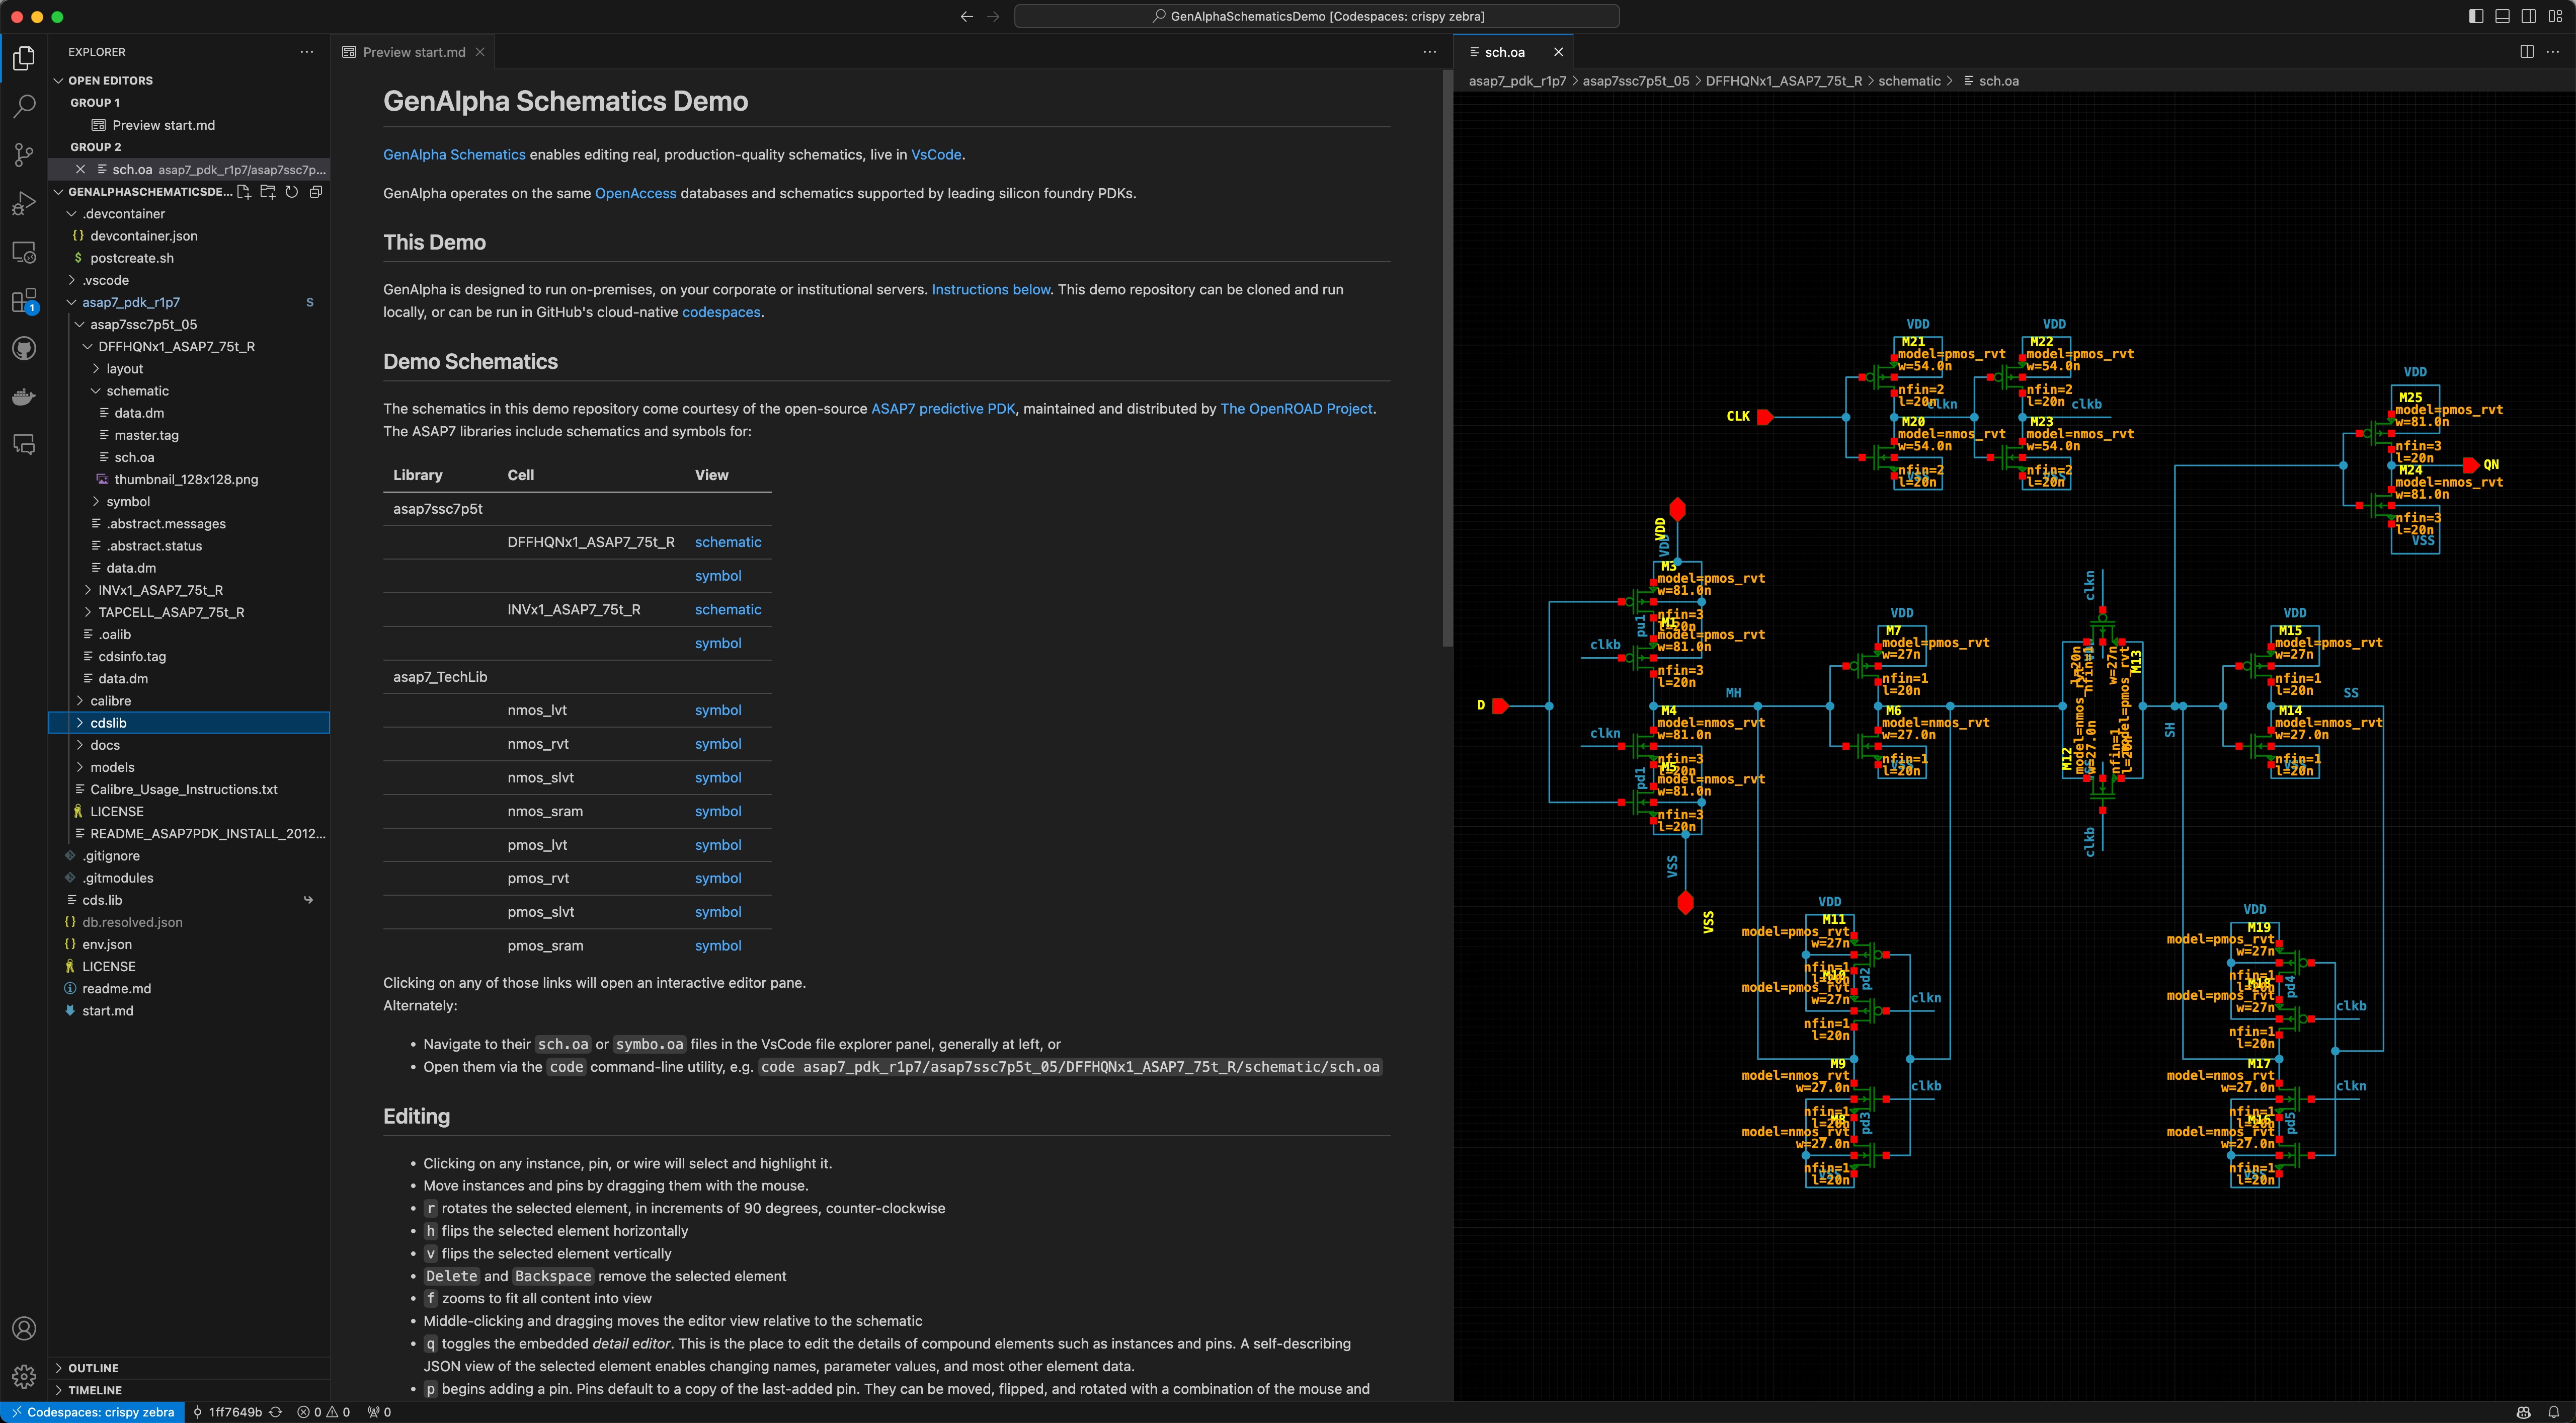 GenAlphaSchematicsDemo [Codespaces: crispy zebra]
EXPLORER
OPEN EDITORS
GROUP 1
Preview start.md
GROUP 2
sch.oa asap7_pdk_r1p7/asap7ssc7p...
GENALPHASCHEMATICSDE...
.devcontainer
devcontainer.json
postcreate.sh
.vscode
asap7_pdk_r1p7 S
asap7ssc7p5t_05
DFFHQNx1_ASAP7_75t_R
layout
schematic
data.dm
master.tag
sch.oa
thumbnail_128x128.png
symbol
.abstract.messages
.abstract.status
data.dm
INVx1_ASAP7_75t_R
TAPCELL_ASAP7_75t_R
.oalib
cdsinfo.tag
data.dm
calibre
cdslib
docs
models
Calibre_Usage_Instructions.txt
LICENSE
README_ASAP7PDK_INSTALL_2012...
.gitignore
.gitmodules
cds.lib
db.resolved.json
env.json
LICENSE
readme.md
start.md
OUTLINE
TIMELINE
1
Preview start.md
GenAlpha Schematics Demo
GenAlpha Schematics enables editing real, production-quality schematics, live in VsCode.
GenAlpha operates on the same OpenAccess databases and schematics supported by leading silicon foundry PDKs.
This Demo
GenAlpha is designed to run on-premises, on your corporate or institutional servers. Instructions below. This demo repository can be cloned and run
locally, or can be run in GitHub's cloud-native codespaces.
Demo Schematics
The schematics in this demo repository come courtesy of the open-source ASAP7 predictive PDK, maintained and distributed by The OpenROAD Project.
The ASAP7 libraries include schematics and symbols for:
Library Cell View
asap7ssc7p5t
DFFHQNx1_ASAP7_75t_R schematic
symbol
INVx1_ASAP7_75t_R schematic
symbol
asap7_TechLib
nmos_lvt symbol
nmos_rvt symbol
nmos_slvt symbol
nmos_sram symbol
pmos_lvt symbol
pmos_rvt symbol
pmos_slvt symbol
pmos_sram symbol
Clicking on any of those links will open an interactive editor pane.
Alternately:
• Navigate to their sch.oa or symbo.oa files in the VsCode file explorer panel, generally at left, or
• Open them via the code command-line utility, e.g. code asap7_pdk_r1p7/asap7ssc7p5t_05/DFFHQNx1_ASAP7_75t_R/schematic/sch.oa
Editing
• Clicking on any instance, pin, or wire will select and highlight it.
• Move instances and pins by dragging them with the mouse.
• r rotates the selected element, in increments of 90 degrees, counter-clockwise
• h flips the selected element horizontally
• v flips the selected element vertically
• Delete and Backspace remove the selected element
• f zooms to fit all content into view
• Middle-clicking and dragging moves the editor view relative to the schematic
• q toggles the embedded detail editor. This is the place to edit the details of compound elements such as instances and pins. A self-describing
JSON view of the selected element enables changing names, parameter values, and most other element data.
• p begins adding a pin. Pins default to a copy of the last-added pin. They can be moved, flipped, and rotated with a combination of the mouse and
sch.oa
asap7_pdk_r1p7 > asap7ssc7p5t_05 > DFFHQNx1_ASAP7_75t_R > schematic > sch.oa
VDD
M21
model=pmos_rvt
w=54.0n
nfin=2
l=20n
clkn
M20
model=nmos_rvt
w=54.0n
nfin=2
l=20n
VSS
CLK
VDD
M22
model=pmos_rvt
w=54.0n
nfin=2
l=20n
clkb
M23
model=nmos_rvt
w=54.0n
nfin=2
l=20n
VSS
VDD
M25
model=pmos_rvt
w=81.0n
nfin=3
l=20n
M24
model=nmos_rvt
w=81.0n
nfin=3
l=20n
VSS
QN
VDD
VDD
M3
model=pmos_rvt
w=81.0n
nfin=3
l=20n
pu1
M1
model=pmos_rvt
w=81.0n
nfin=3
l=20n
clkb
D
MH
M4
model=nmos_rvt
w=81.0n
nfin=3
l=20n
clkn
pd1
M5
model=nmos_rvt
w=81.0n
nfin=3
l=20n
VSS
VSS
VDD
M7
model=pmos_rvt
w=27n
nfin=1
l=20n
M6
model=nmos_rvt
w=27.0n
nfin=1
l=20n
VSS
clkn
M13
model=pmos_rvt
w=27n
nfin=1
l=20n
M12
model=nmos_rvt
w=27.0n
nfin=1
l=20n
clkb
SH
VDD
M15
model=pmos_rvt
w=27n
nfin=1
l=20n
SS
M14
model=nmos_rvt
w=27.0n
nfin=1
l=20n
VSS
VDD
M11
model=pmos_rvt
w=27n
nfin=1
l=20n
M10
pd2
model=pmos_rvt
w=27n
clkn
nfin=1
l=20n
M9
model=nmos_rvt
w=27.0n
clkb
nfin=1
l=20n
M8
pd3
model=nmos_rvt
w=27.0n
nfin=1
l=20n
VSS
VDD
M19
model=pmos_rvt
w=27n
nfin=1
l=20n
M18
pd4
model=pmos_rvt
w=27n
clkb
nfin=1
l=20n
M17
model=nmos_rvt
w=27.0n
clkn
nfin=1
l=20n
M16
pd5
model=nmos_rvt
w=27.0n
nfin=1
l=20n
VSS
Codespaces: crispy zebra 1ff7649b 0 0 0